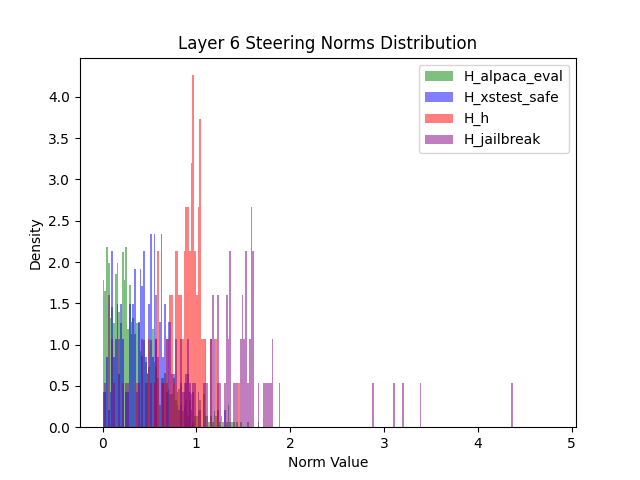 Layer 6 Steering Norms Distribution
H_alpaca_eval
H_xstest_safe
H_h
H_jailbreak
Density
4.0
3.5
3.0
2.5
2.0
1.5
1.0
0.5
0.0
0 1 2 3 4 5
Norm Value